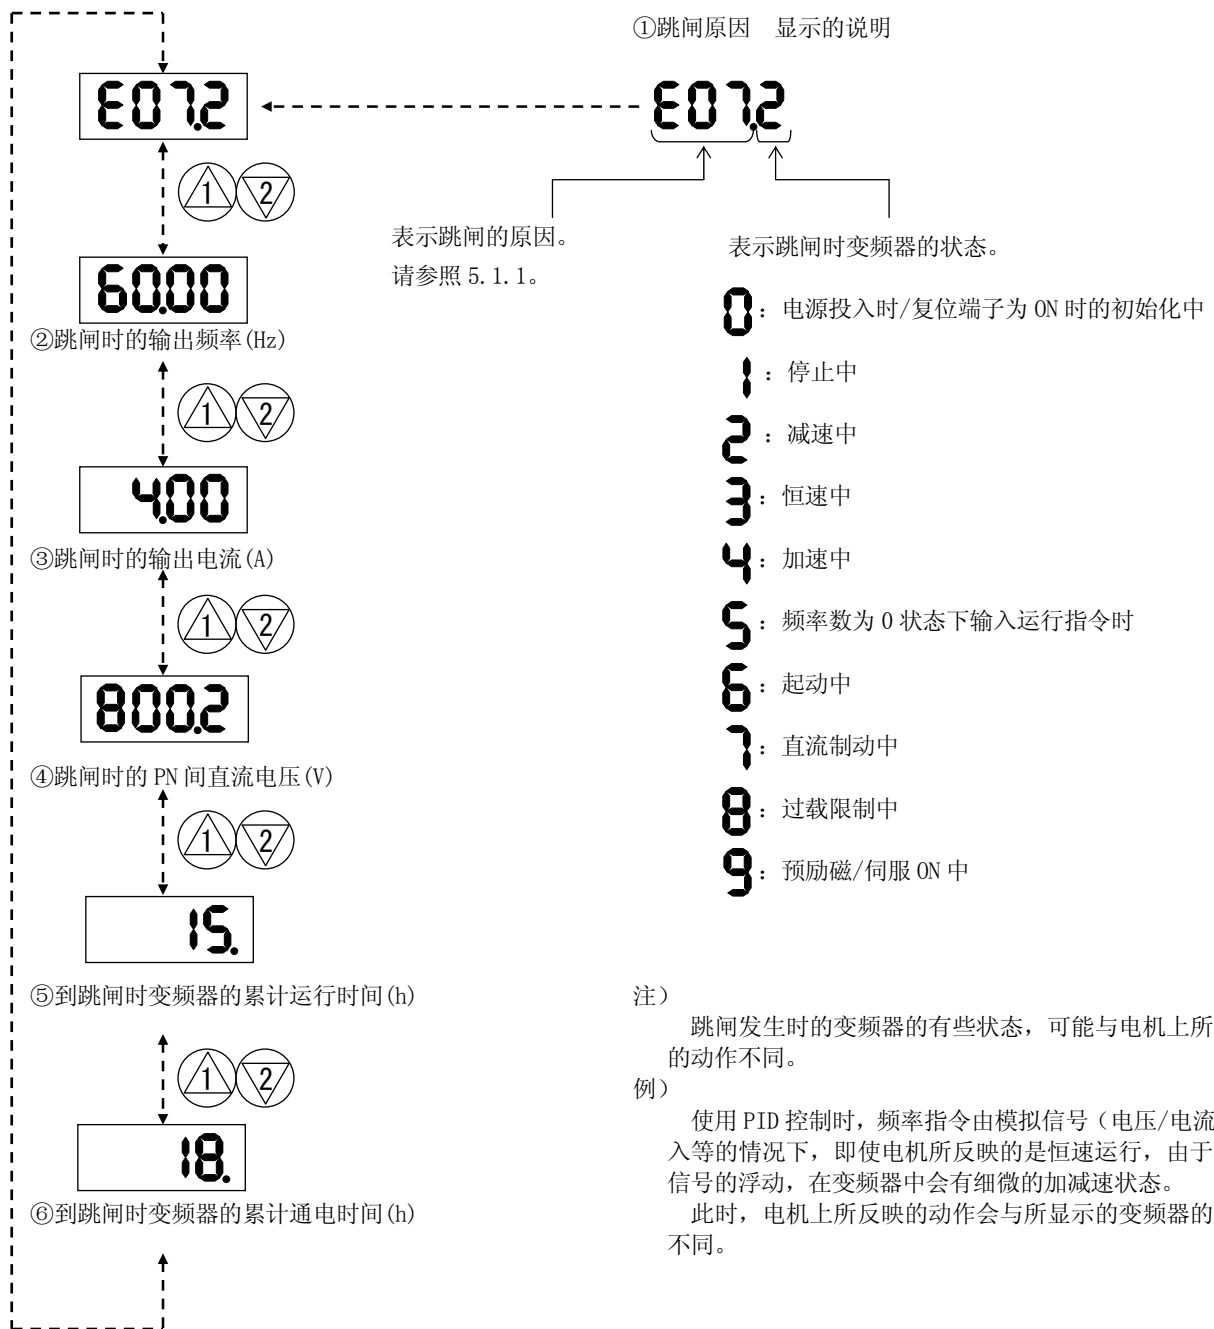 ①跳闸原因 显示的说明
E07.2
E07.2
1 2
表示跳闸的原因。
请参照 5.1.1。
表示跳闸时变频器的状态。
60.00
②跳闸时的输出频率(Hz)
1 2
4.00
③跳闸时的输出电流(A)
1 2
800.2
④跳闸时的 PN 间直流电压(V)
1 2
15.
⑤到跳闸时变频器的累计运行时间(h)
1 2
18.
⑥到跳闸时变频器的累计通电时间(h)
0：电源投入时/复位端子为 ON 时的初始化中
1：停止中
2：减速中
3：恒速中
4：加速中
5：频率数为 0 状态下输入运行指令时
6：起动中
7：直流制动中
8：过载限制中
9：预励磁/伺服 ON 中
注）
跳闸发生时的变频器的有些状态，可能与电机上所
的动作不同。
例）
使用 PID 控制时，频率指令由模拟信号（电压/电流
入等的情况下，即使电机所反映的是恒速运行，由于
信号的浮动，在变频器中会有细微的加减速状态。
此时，电机上所反映的动作会与所显示的变频器的
不同。